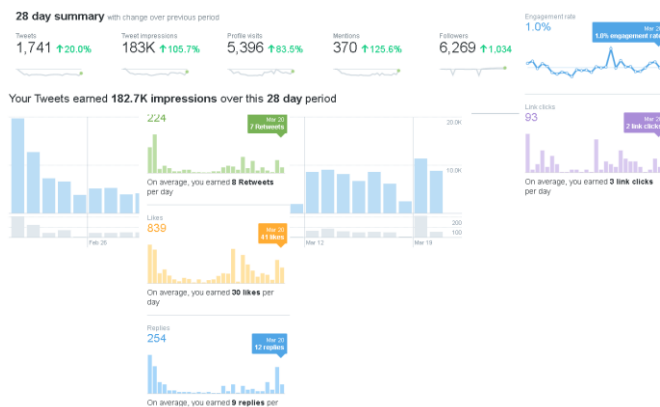 28 day summary with change over previous period
Tweets
1,741 ↑20.0%
Tweet impressions
183K ↑105.7%
Profile visits
5,396 ↑83.5%
Mentions
370 ↑125.6%
Followers
6,269 ↑1,034
Your Tweets earned 182.7K impressions over this 28 day period
20.0K
10.0K
200
100
Feb 26
Mar 12
Mar 19
224
Mar 20
7 Retweets
On average, you earned 8 Retweets
per day
Likes
839
Mar 20
41 likes
On average, you earned 30 likes per
day
Replies
254
Mar 20
12 replies
On average, you earned 9 replies per
Engagement rate
1.0%
1.0% engagement rate
Link clicks
93
2 link clicks
On average, you earned 3 link clicks
per day